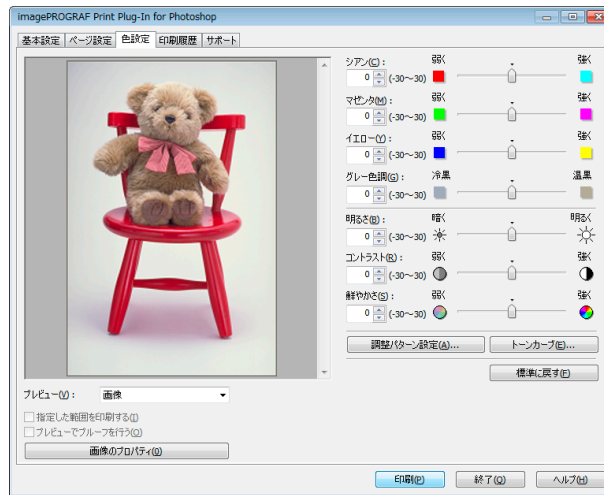 imagePROGRAF Print Plug-In for Photoshop
基本設定 ページ設定 色設定 印刷履歴 サポート
シアン(C): 弱く 強く
0 (-30～30)
マゼンタ(M): 弱く 強く
0 (-30～30)
イエロー(Y): 弱く 強く
0 (-30～30)
グレー色調(G): 冷黒 温黒
0 (-30～30)
明るさ(B): 暗く 明るく
0 (-30～30)
コントラスト(R): 弱く 強く
0 (-30～30)
鮮やかさ(S): 弱く 強く
0 (-30～30)
調整パターン設定(A)... トーンカーブ(E)...
標準に戻す(F)
プレビュー(V): 画像
指定した範囲を印刷する(I)
プレビューでプルーフを行う(O)
画像のプロパティ(0)
印刷(P) 終了(Q) ヘルプ(H)